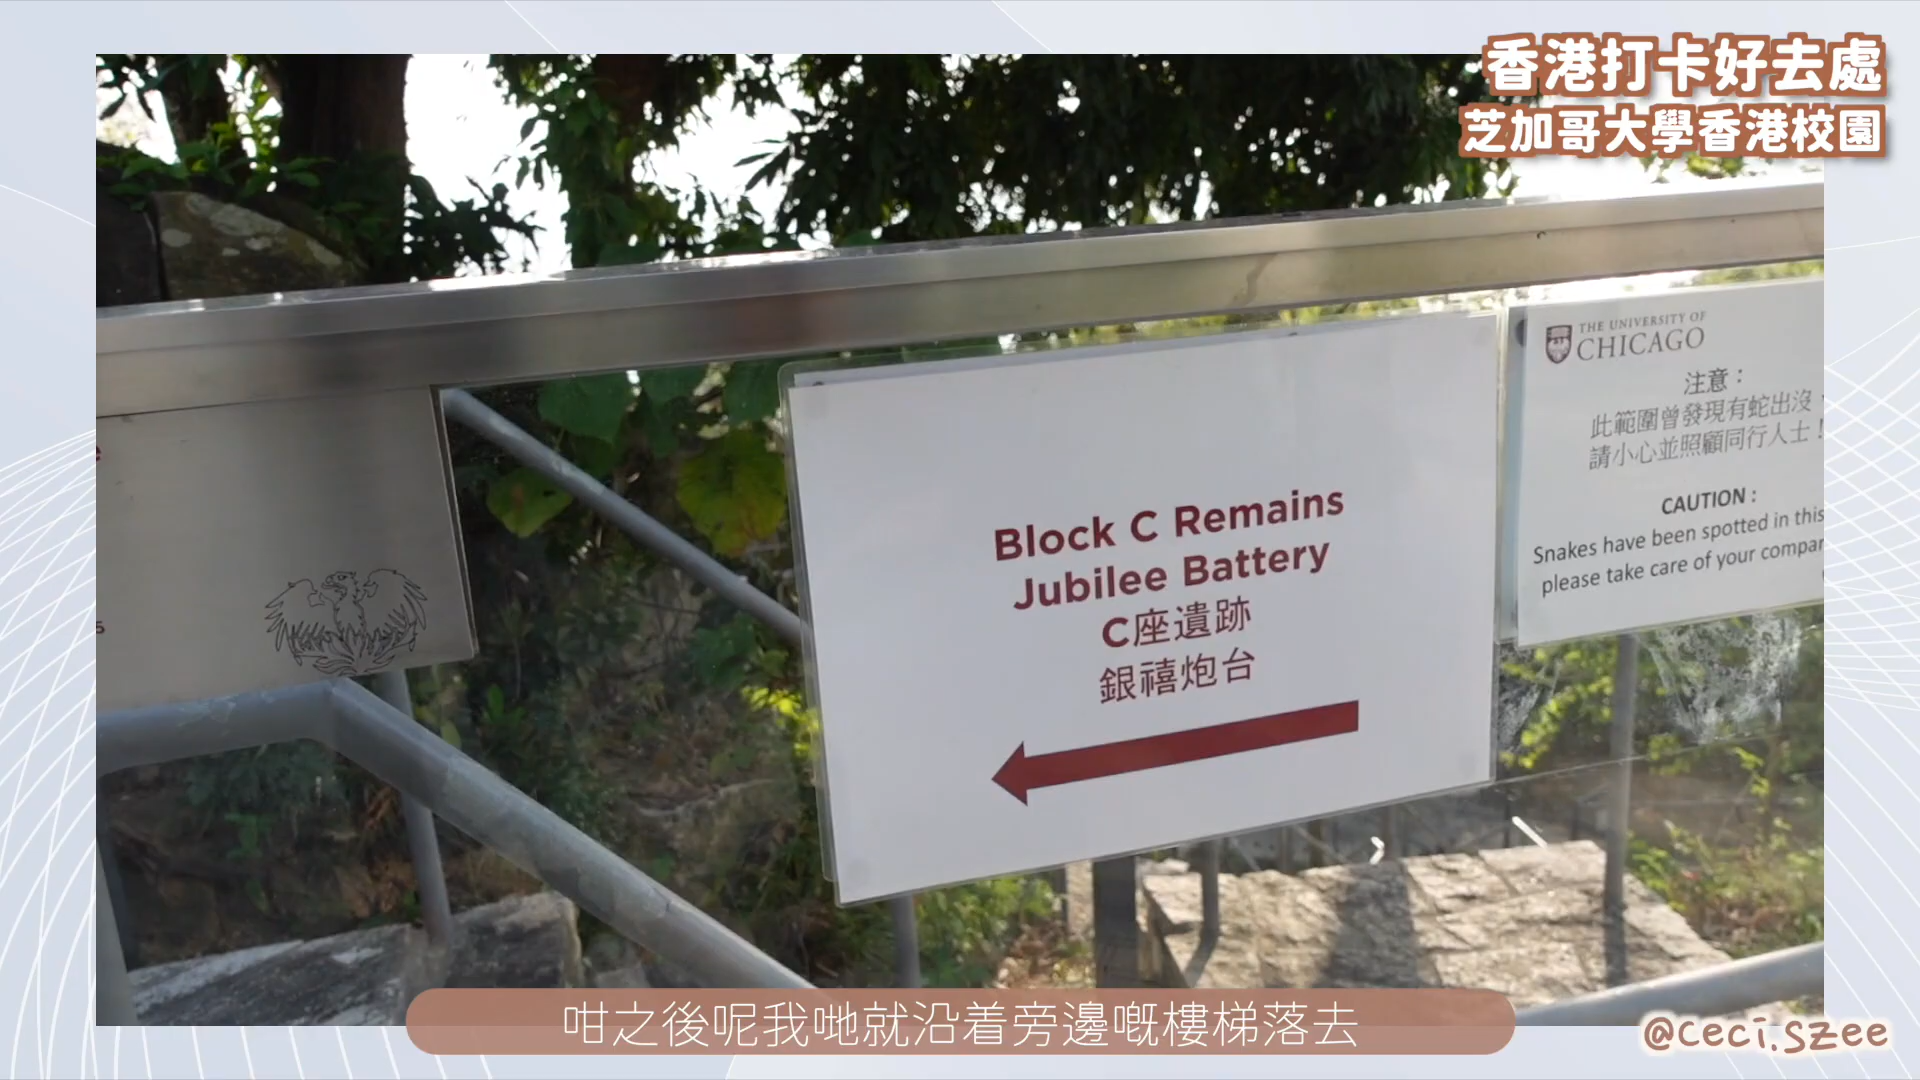 香港打卡好去處
芝加哥大學香港校園
Block C Remains
Jubilee Battery
C座遺跡
銀禧炮台
THE UNIVERSITY OF
CHICAGO
注意：
此範圍曾發現有蛇出沒
請小心並照顧同行人士！
CAUTION :
Snakes have been spotted in this
please take care of your
咁之後呢我哋就沿着旁邊嘅樓梯落去
@ceci.szee